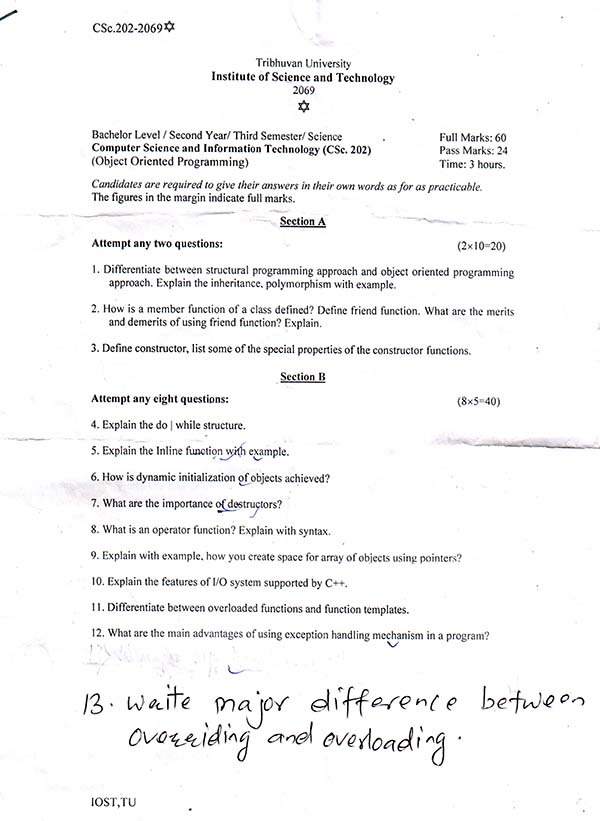 CSc.202-2069✡
Tribhuvan University
Institute of Science and Technology
2069
✡
Bachelor Level / Second Year/ Third Semester/ Science
Full Marks: 60
Computer Science and Information Technology (CSc. 202)
Pass Marks: 24
(Object Oriented Programming)
Time: 3 hours.
Candidates are required to give their answers in their own words as for as practicable.
The figures in the margin indicate full marks.
Section A
Attempt any two questions:
(2×10=20)
1. Differentiate between structural programming approach and object oriented programming
approach. Explain the inheritance, polymorphism with example.
2. How is a member function of a class defined? Define friend function. What are the merits
and demerits of using friend function? Explain.
3. Define constructor, list some of the special properties of the constructor functions.
Section B
Attempt any eight questions:
(8×5=40)
4. Explain the do | while structure.
5. Explain the Inline function with example.
6. How is dynamic initialization of objects achieved?
7. What are the importance of destructors?
8. What is an operator function? Explain with syntax.
9. Explain with example, how you create space for array of objects using pointers?
10. Explain the features of I/O system supported by C++.
11. Differentiate between overloaded functions and function templates.
12. What are the main advantages of using exception handling mechanism in a program?
13. Write major difference between
overriding and overloading.
IOST,TU